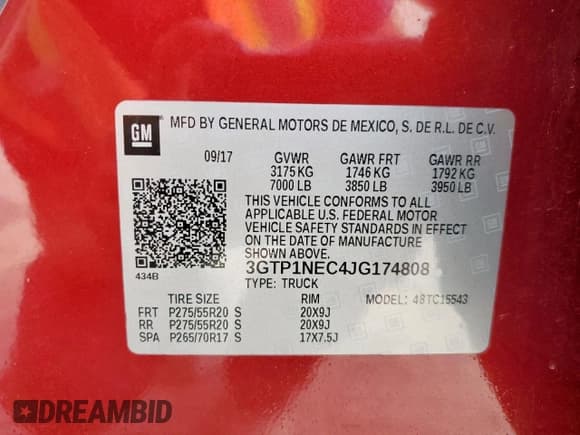 GM MFD BY GENERAL MOTORS DE MEXICO, S. DE R.L. DE C.V.
09/17 GVWR GAWR FRT GAWR RR
3175 KG 1746 KG 1792 KG
7000 LB 3850 LB 3950 LB
THIS VEHICLE CONFORMS TO ALL
APPLICABLE U.S. FEDERAL MOTOR
VEHICLE SAFETY STANDARDS IN EFFECT
ON THE DATE OF MANUFACTURE
SHOWN ABOVE.
434B 3GTP1NEC4JG174808
TYPE: TRUCK MODEL: 48TC15543
TIRE SIZE RIM
FRT P275/55R20 S 20X9J
RR P275/55R20 S 20X9J
SPA P265/70R17 S 17X7.5J
DREAMBID